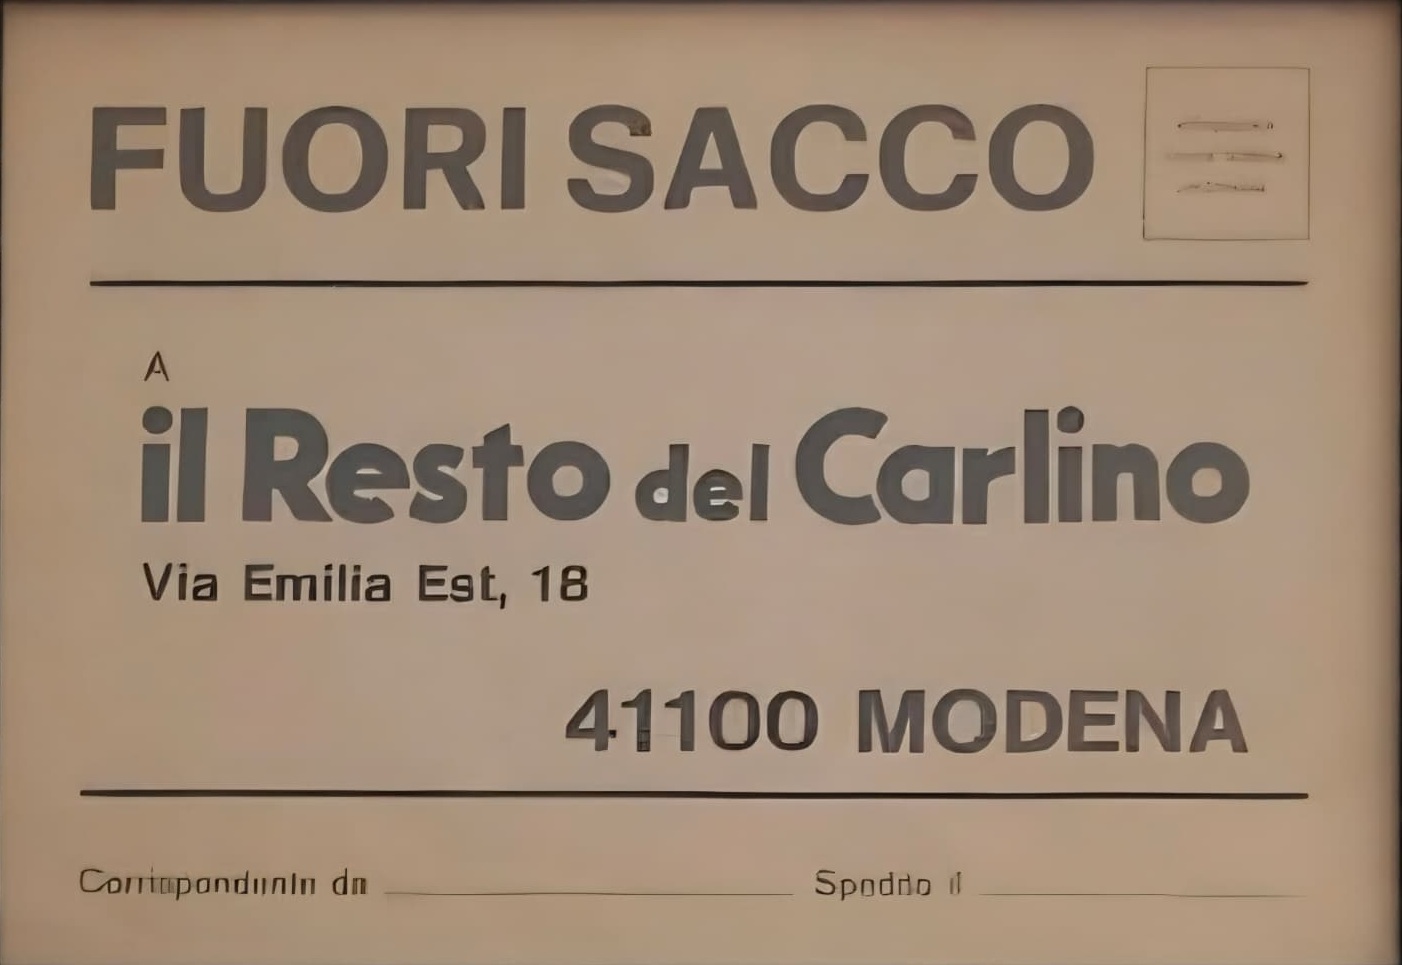 FUORI SACCO
A
il Resto del Carlino
Via Emilia Est, 18
41100 MODENA